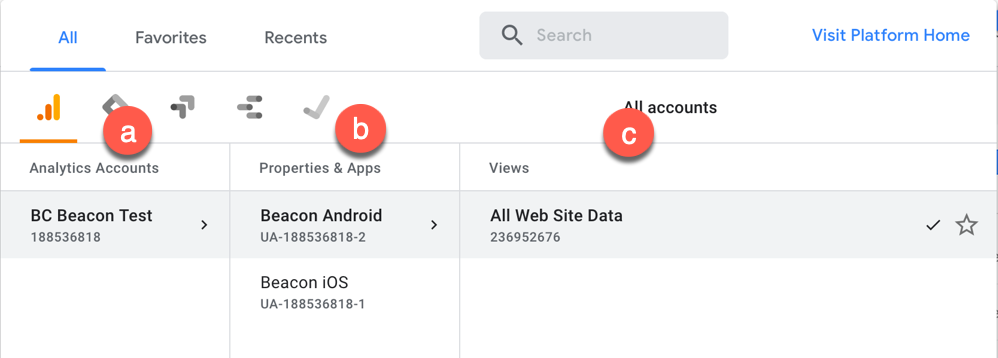 All Favorites Recents Search Visit Platform Home
a b c All accounts
Analytics Accounts Properties & Apps Views
BC Beacon Test Beacon Android All Web Site Data
188536818 UA-188536818-2 236952676
Beacon iOS
UA-188536818-1